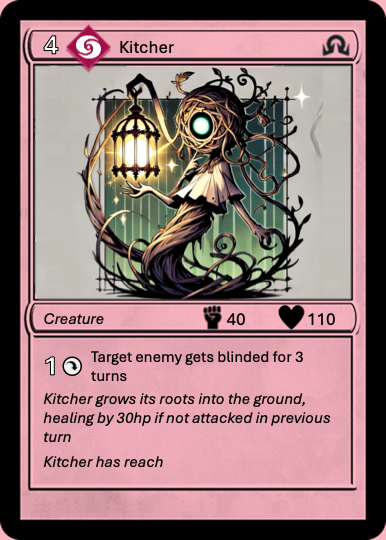 4 Kitcher
Creature 40 110
1 Target enemy gets blinded for 3
turns
Kitcher grows its roots into the ground,
healing by 30hp if not attacked in previous
turn
Kitcher has reach